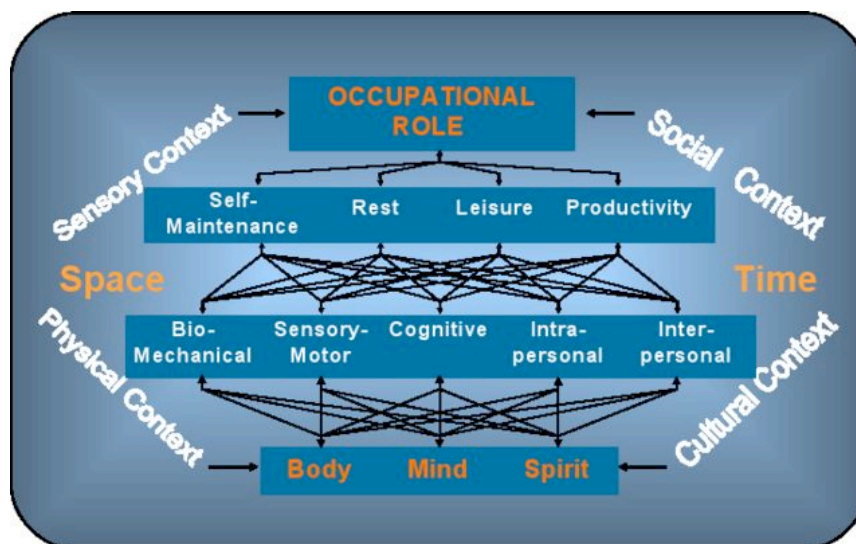 OCCUPATIONAL
ROLE
Sensory Context
Social Context
Self-
Maintenance
Rest
Leisure
Productivity
Space
Time
Bio-
Mechanical
Sensory-
Motor
Cognitive
Intra-
personal
Inter-
personal
Physical Context
Cultural Context
Body
Mind
Spirit